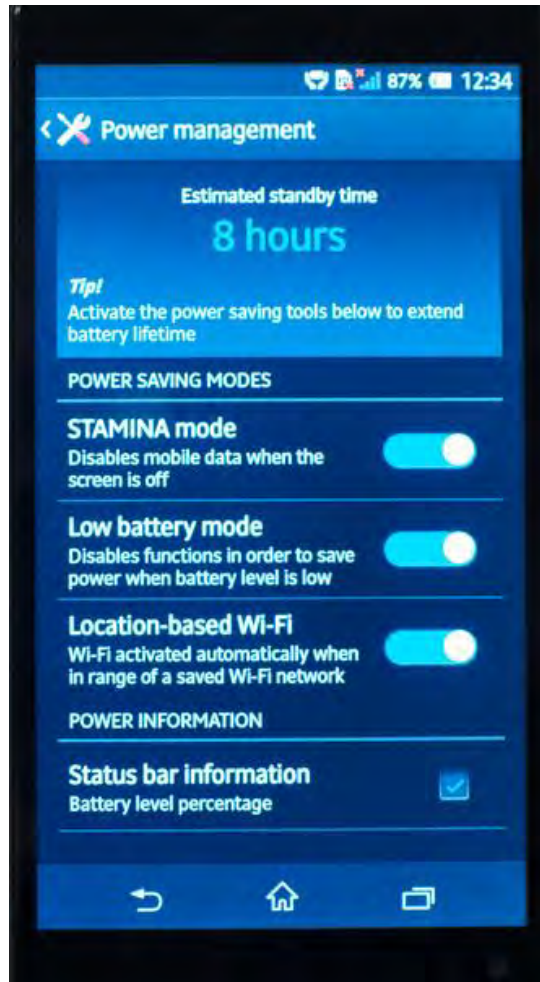 87% 12:34
Power management
Estimated standby time
8 hours
Tip!
Activate the power saving tools below to extend
battery lifetime
POWER SAVING MODES
STAMINA mode
Disables mobile data when the
screen is off
Low battery mode
Disables functions in order to save
power when battery level is low
Location-based Wi-Fi
Wi-Fi activated automatically when
in range of a saved Wi-Fi network
POWER INFORMATION
Status bar information
Battery level percentage